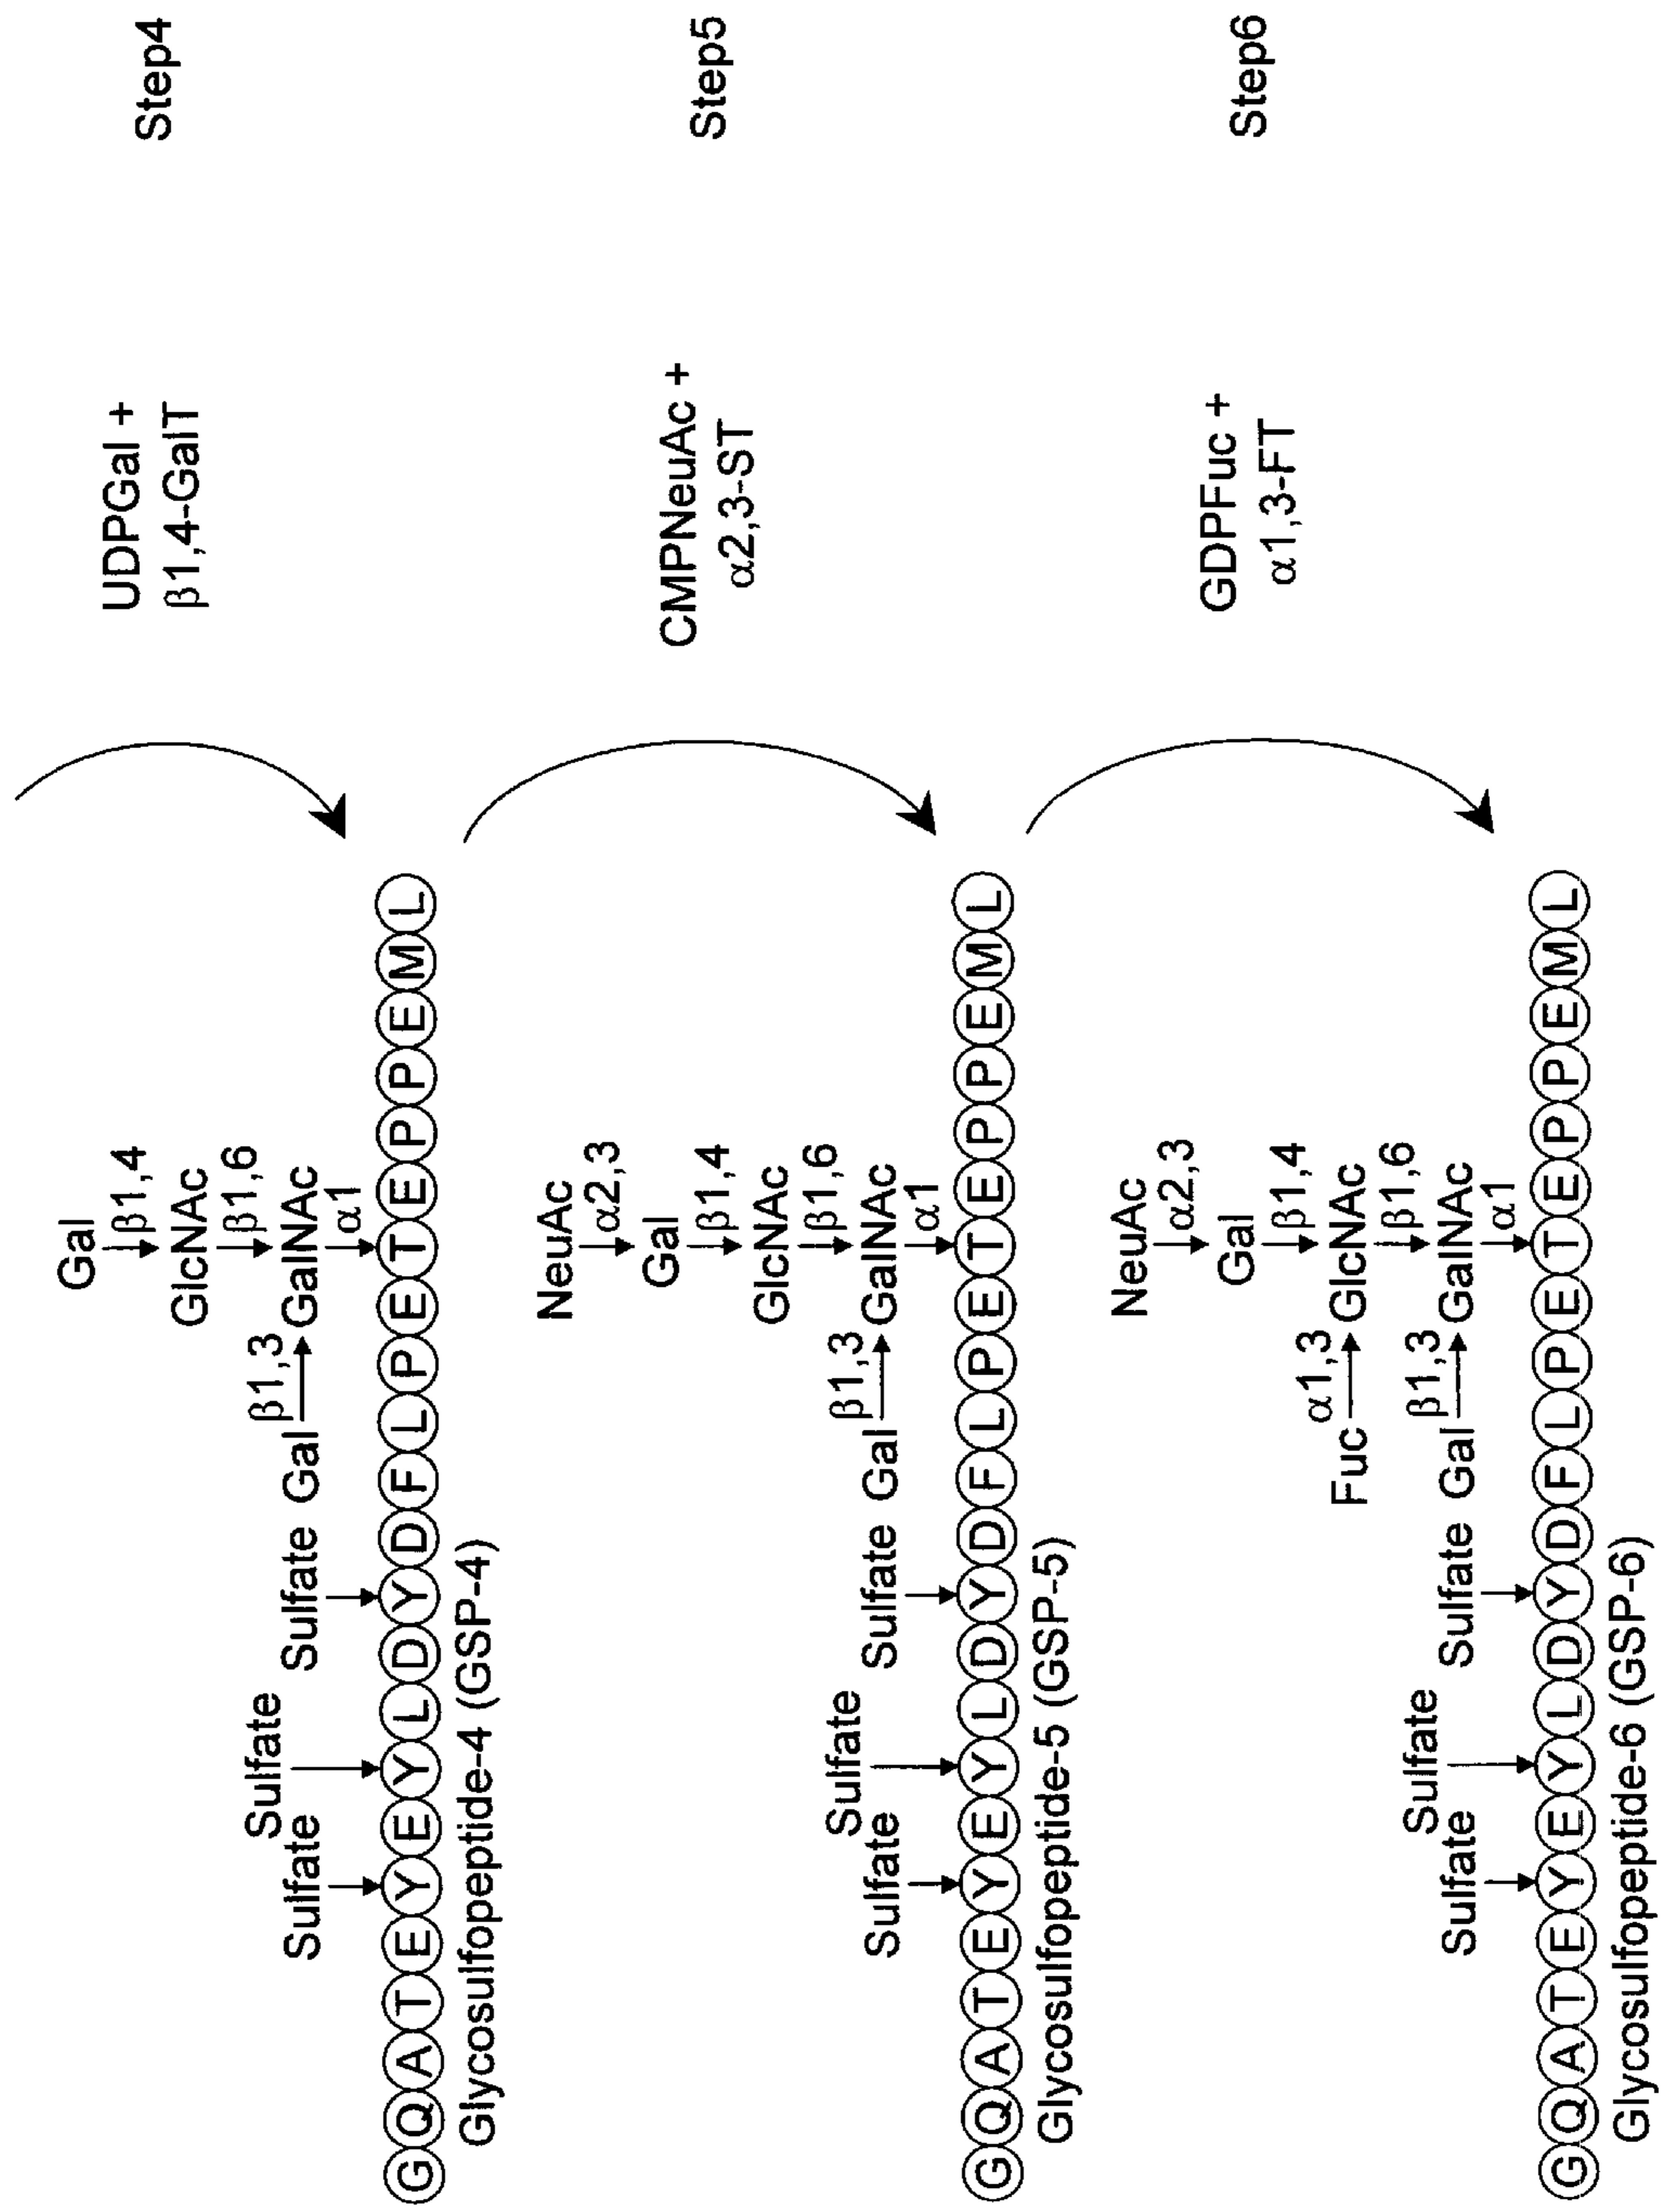 Gal
UDPGal +
Step4
β1,4
β1,4-GalT
GlcNAc
β1,6
Sulfate
β1,3
Sulfate
Sulfate Gal GalNAc
α1
GQATEYEYLDYDFLPETEPPEML
Glycosulfopeptide-4 (GSP-4)
NeuAc
α2,3
CMPNeuAc +
Step5
Gal
β1,4
α2,3-ST
GlcNAc
β1,6
Sulfate
β1,3
Sulfate
Sulfate Gal GalNAc
α1
GQATEYEYLDYDFLPETEPPEML
Glycosulfopeptide-5 (GSP-5)
NeuAc
α2,3
GDPFuc +
Step6
Gal
β1,4
α1,3-FT
α1,3
Fuc GlcNAc
β1,6
Sulfate
β1,3
Sulfate
Sulfate Gal GalNAc
α1
GQATEYEYLDYDFLPETEPPEML
Glycosulfopeptide-6 (GSP-6)